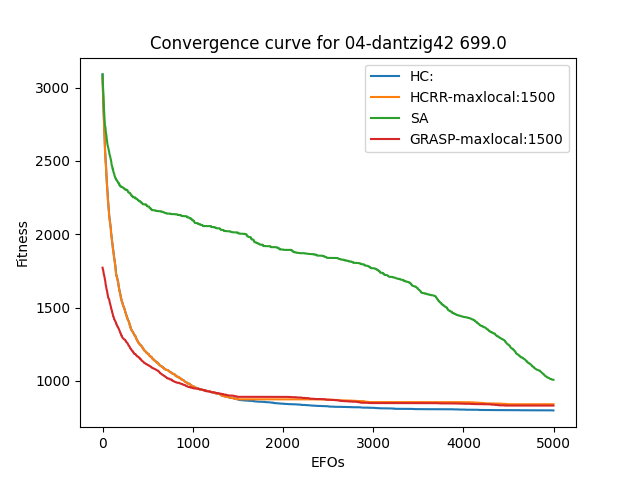 Convergence curve for 04-dantzig42 699.0
HC:
HCRR-maxlocal:1500
SA
GRASP-maxlocal:1500
Fitness
3000
2500
2000
1500
1000
0 1000 2000 3000 4000 5000
EFOs